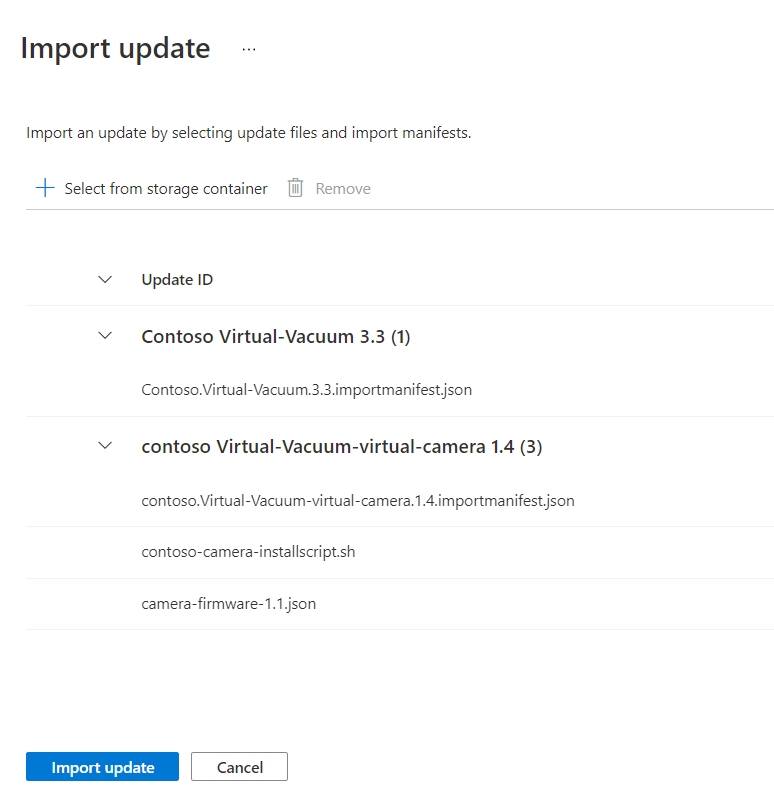 Import update ...
Import an update by selecting update files and import manifests.
Select from storage container Remove
Update ID
Contoso Virtual-Vacuum 3.3 (1)
Contoso.Virtual-Vacuum.3.3.importmanifest.json
contoso Virtual-Vacuum-virtual-camera 1.4 (3)
contoso.Virtual-Vacuum-virtual-camera.1.4.importmanifest.json
contoso-camera-installscript.sh
camera-firmware-1.1.json
Import update Cancel